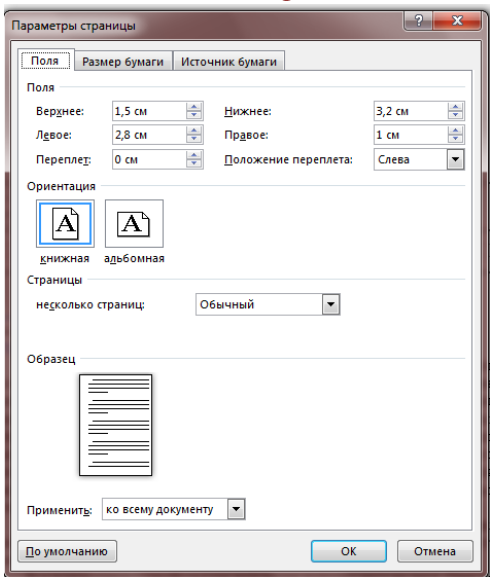 Параметры страницы
Поля Размер бумаги Источник бумаги
Поля
Верхнее: 1,5 см Нижнее: 3,2 см
Левое: 2,8 см Правое: 1 см
Переплет: 0 см Положение переплета: Слева
Ориентация
A A
книжная альбомная
Страницы
несколько страниц: Обычный
Образец
Применить: ко всему документу
По умолчанию ОК Отмена